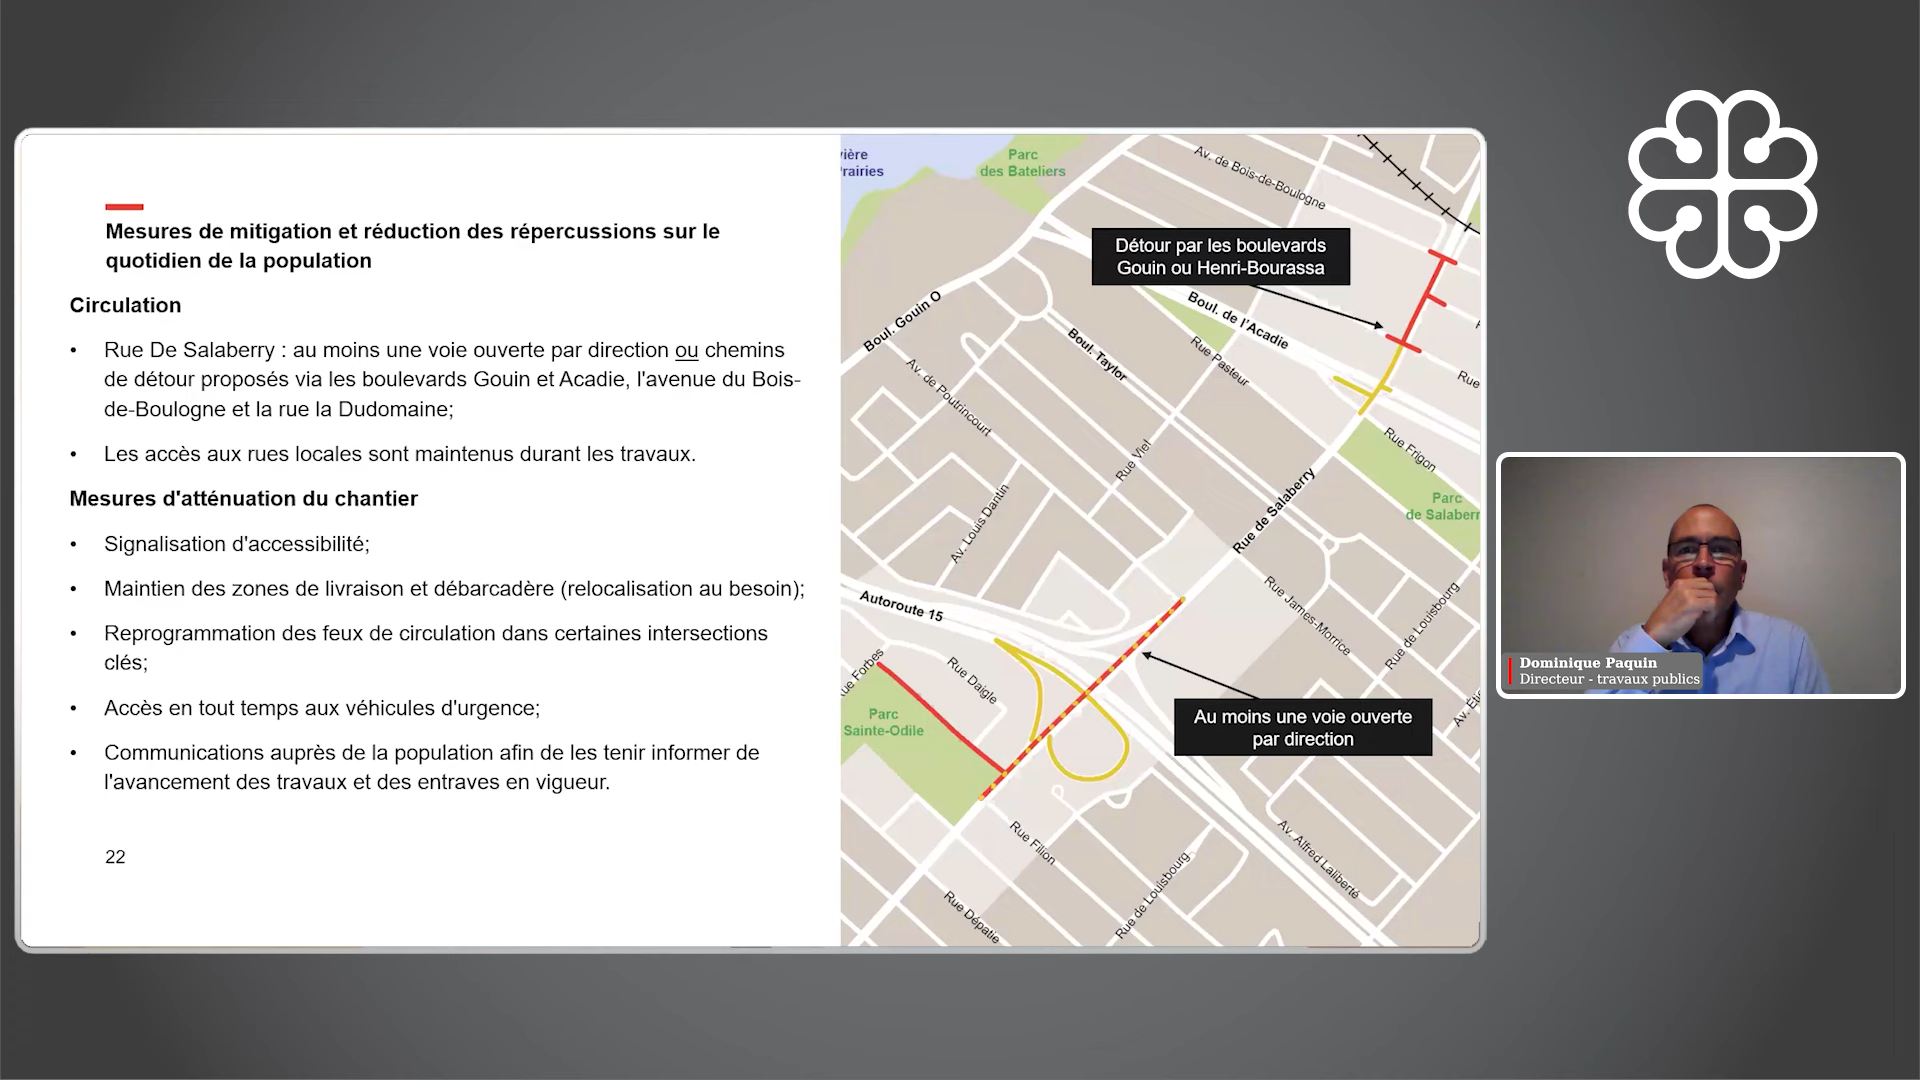 Mesures de mitigation et réduction des répercussions sur le
quotidien de la population
Circulation
• Rue De Salaberry : au moins une voie ouverte par direction ou chemins
de détour proposés via les boulevards Gouin et Acadie, l'avenue du Bois-
de-Boulogne et la rue la Dudomaine;
• Les accès aux rues locales sont maintenus durant les travaux.
Mesures d'atténuation du chantier
• Signalisation d'accessibilité;
• Maintien des zones de livraison et débarcadère (relocalisation au besoin);
• Reprogrammation des feux de circulation dans certaines intersections
clés;
• Accès en tout temps aux véhicules d'urgence;
• Communications auprès de la population afin de les tenir informer de
l'avancement des travaux et des entraves en vigueur.
22
ière
rairies
Parc
des Bateliers
Av. de Bois-de-Boulogne
Détour par les boulevards
Gouin ou Henri-Bourassa
Boul. Gouin O
Boul. de l'Acadie
Boul. Taylor
Rue Pasteur
Rue
Av. de Poutrincourt
Rue Viel
Rue Frigon
Parc
de Salaberr
Av. Louis Dantin
Rue de Salaberry
Autoroute 15
Rue James-Morrice
Rue de Louisbourg
ue Forbes
Rue Daigle
Parc
Sainte-Odile
Au moins une voie ouverte
par direction
Rue Filion
Av. Alfred Laliberté
Rue de Louisbourg
Rue Dépatie
Dominique Paquin
Directeur - travaux publics